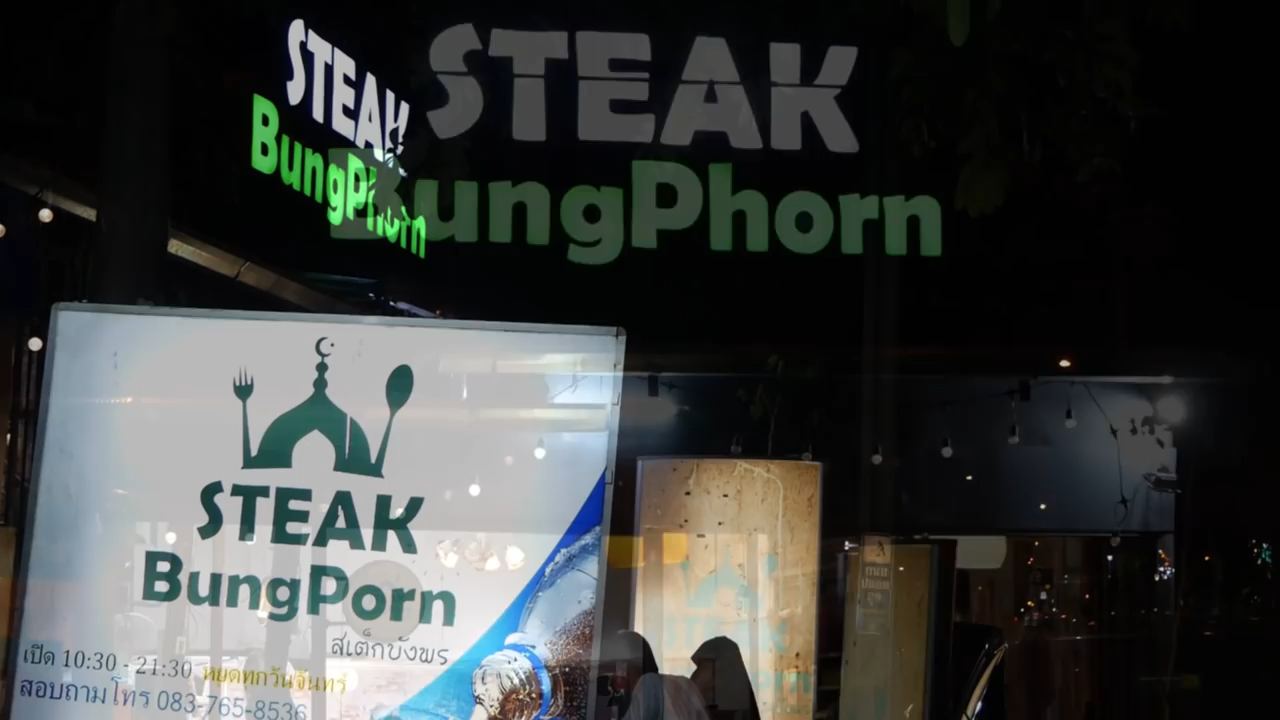 STEAK
BungPhorn
STEAK
BungPhorn
STEAK
BungPorn
สเต็กบังพร
เปิด 10:30 - 21:30 หยุดทุกวันจันทร์
สอบถามโทร 083-765-8536